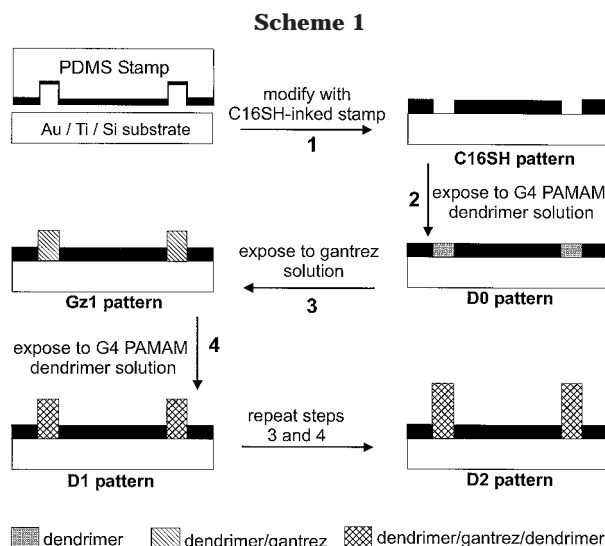 Scheme 1
PDMS Stamp
Au / Ti / Si substrate
modify with
C16SH-inked stamp
1
C16SH pattern
2
expose to G4 PAMAM
dendrimer solution
D0 pattern
expose to gantrez
solution
3
Gz1 pattern
expose to G4 PAMAM
dendrimer solution
4
D1 pattern
repeat steps
3 and 4
D2 pattern
dendrimer
dendrimer/gantrez
dendrimer/gantrez/dendrimer